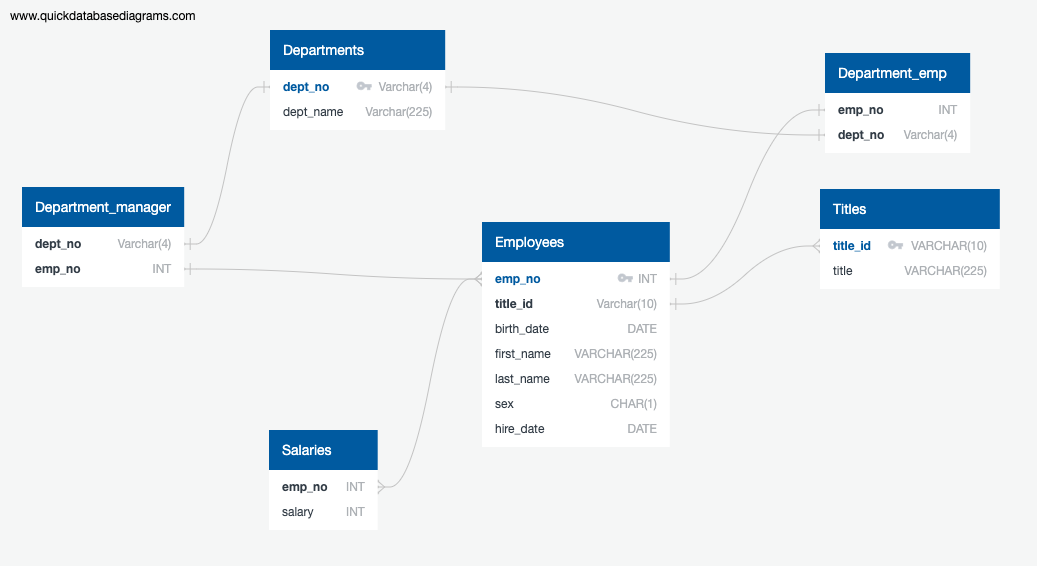 www.quickdatabasediagrams.com
Departments
dept_no Varchar(4)
dept_name Varchar(225)
Department_emp
emp_no INT
dept_no Varchar(4)
Department_manager
dept_no Varchar(4)
emp_no INT
Titles
title_id VARCHAR(10)
title VARCHAR(225)
Employees
emp_no INT
title_id Varchar(10)
birth_date DATE
first_name VARCHAR(225)
last_name VARCHAR(225)
sex CHAR(1)
hire_date DATE
Salaries
emp_no INT
salary INT